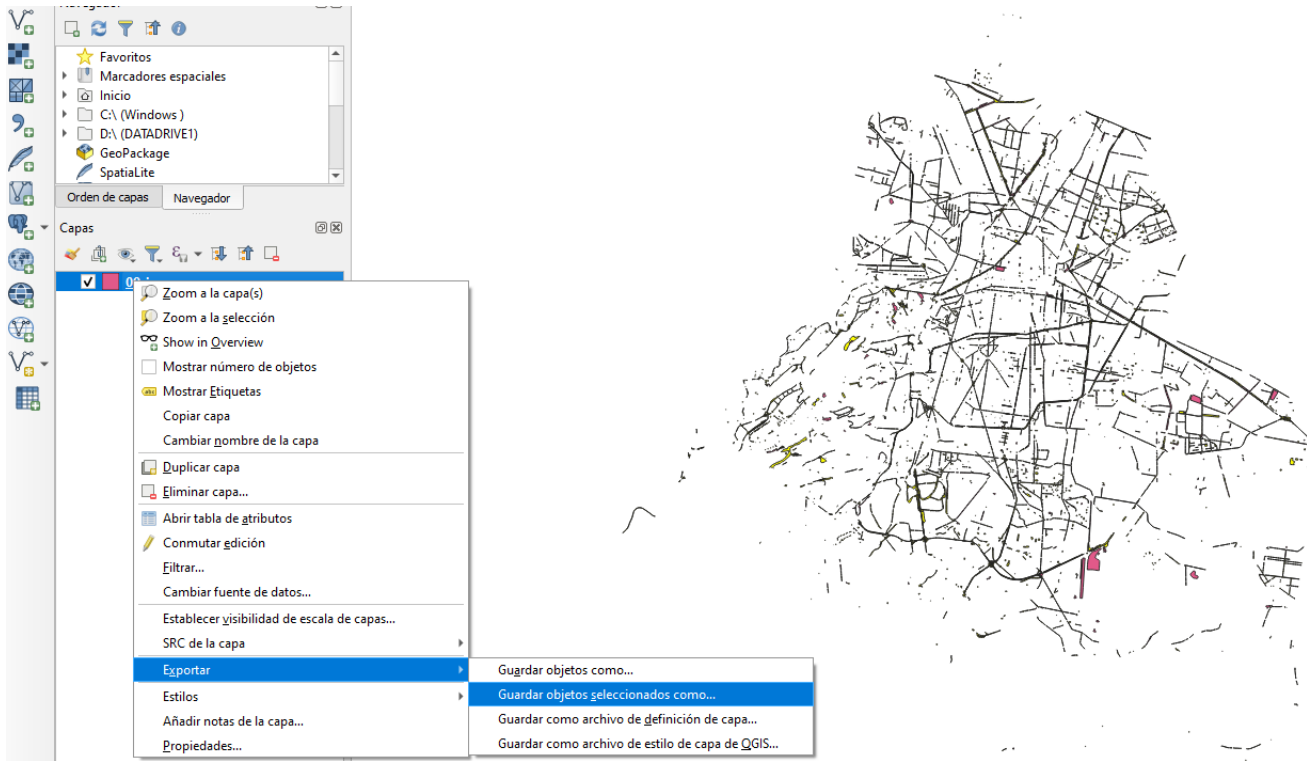 Navegador
Favoritos
Marcadores espaciales
Inicio
C:\ (Windows )
D:\ (DATADRIVE1)
GeoPackage
SpatiaLite
Orden de capas
Navegador
Capas
Zoom a la capa(s)
Zoom a la selección
Show in Overview
Mostrar número de objetos
Mostrar Etiquetas
Copiar capa
Cambiar nombre de la capa
Duplicar capa
Eliminar capa...
Abrir tabla de atributos
Conmutar edición
Filtrar...
Cambiar fuente de datos...
Establecer visibilidad de escala de capas...
SRC de la capa
Exportar
Estilos
Añadir notas de la capa...
Propiedades...
Guardar objetos como...
Guardar objetos seleccionados como...
Guardar como archivo de definición de capa...
Guardar como archivo de estilo de capa de QGIS...